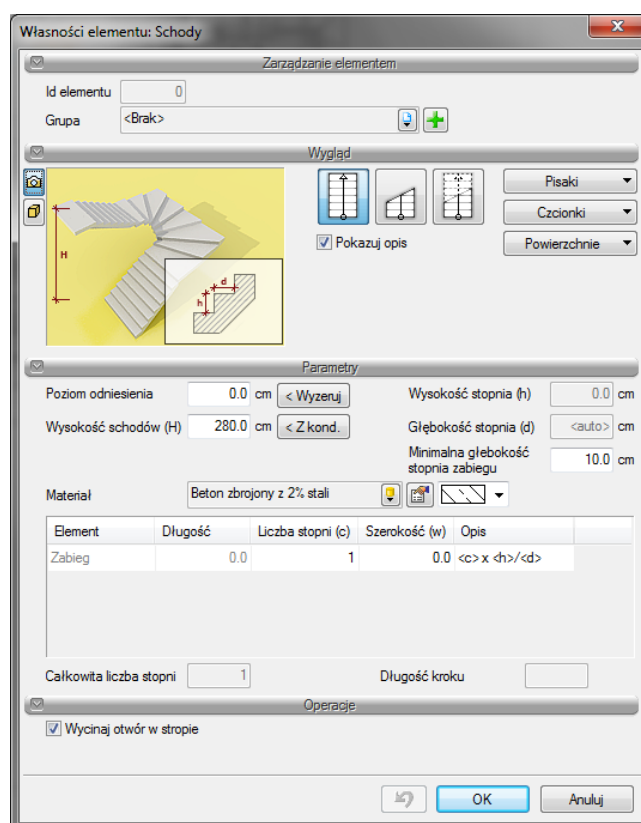 Własności elementu: Schody
Zarządzanie elementem
Id elementu 0
Grupa <Brak>
Wygląd
H
d
h
Pokazuj opis
Pisaki
Czcionki
Powierzchnie
Parametry
Poziom odniesienia 0.0 cm < Wyzeruj
Wysokość stopnia (h) 0.0 cm
Wysokość schodów (H) 280.0 cm < Z kond.
Głębokość stopnia (d) <auto> cm
Minimalna głebokość
stopnia zabiegu 10.0 cm
Materiał Beton zbrojony z 2% stali
Element Długość Liczba stopni (c) Szerokość (w) Opis
Zabieg 0.0 1 0.0 <c> x <h>/<d>
Całkowita liczba stopni 1 Długość kroku
Operacje
Wycinaj otwór w stropie
OK Anuluj